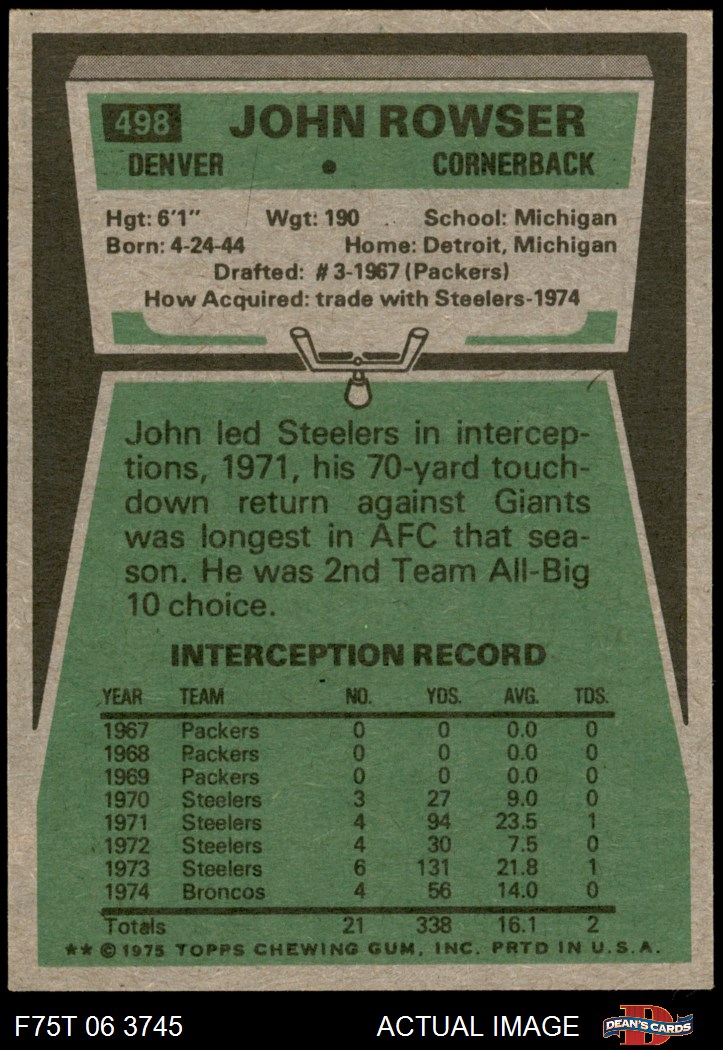 498 JOHN ROWSER
DENVER • CORNERBACK
Hgt: 6'1" Wgt: 190 School: Michigan
Born: 4-24-44 Home: Detroit, Michigan
Drafted: #3-1967 (Packers)
How Acquired: trade with Steelers-1974
John led Steelers in intercep-
tions, 1971, his 70-yard touch-
down return against Giants
was longest in AFC that sea-
son. He was 2nd Team All-Big
10 choice.
INTERCEPTION RECORD
YEAR TEAM NO. YDS. AVG. TDS.
1967 Packers 0 0 0.0 0
1968 Packers 0 0 0.0 0
1969 Packers 0 0 0.0 0
1970 Steelers 3 27 9.0 0
1971 Steelers 4 94 23.5 1
1972 Steelers 4 30 7.5 0
1973 Steelers 6 131 21.8 1
1974 Broncos 4 56 14.0 0
Totals 21 338 16.1 2
** © 1975 TOPPS CHEWING GUM, INC. PRTD IN U.S.A.
F75T 06 3745 ACTUAL IMAGE D DEAN'S CARDS